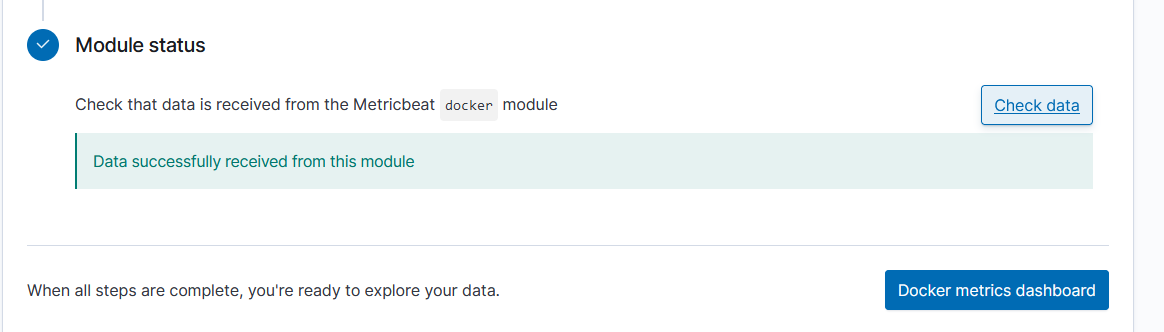 Module status
Check that data is received from the Metricbeat docker module
Check data
Data successfully received from this module
When all steps are complete, you're ready to explore your data.
Docker metrics dashboard